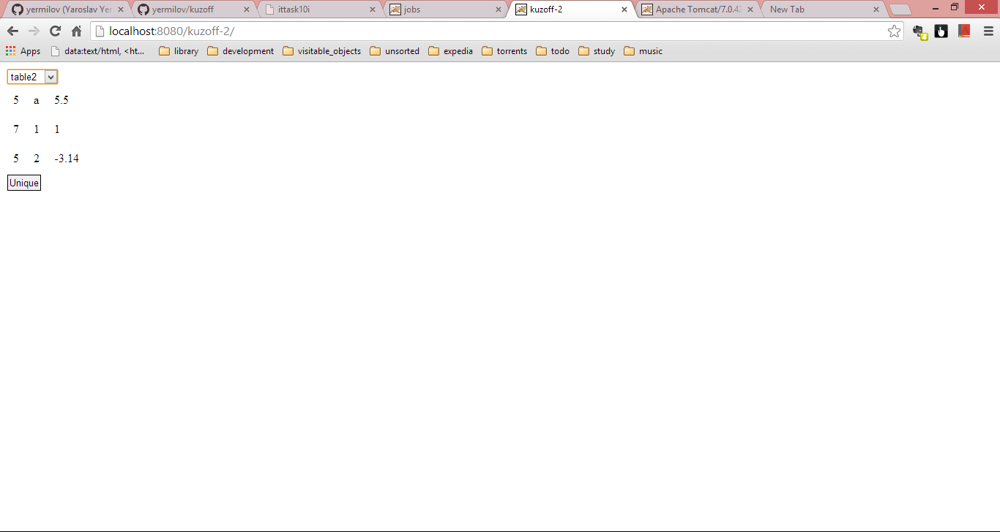 yermilov (Yaroslav Yer
yermilov/kuzoff
ittask10i
jobs
kuzoff-2
Apache Tomcat/7.0.42
New Tab
localhost:8080/kuzoff-2/
4
Apps data:text/html, <ht... library development visitable_objects unsorted expedia torrents todo study music
table2
5 a 5.5
7 1 1
5 2 -3.14
Unique